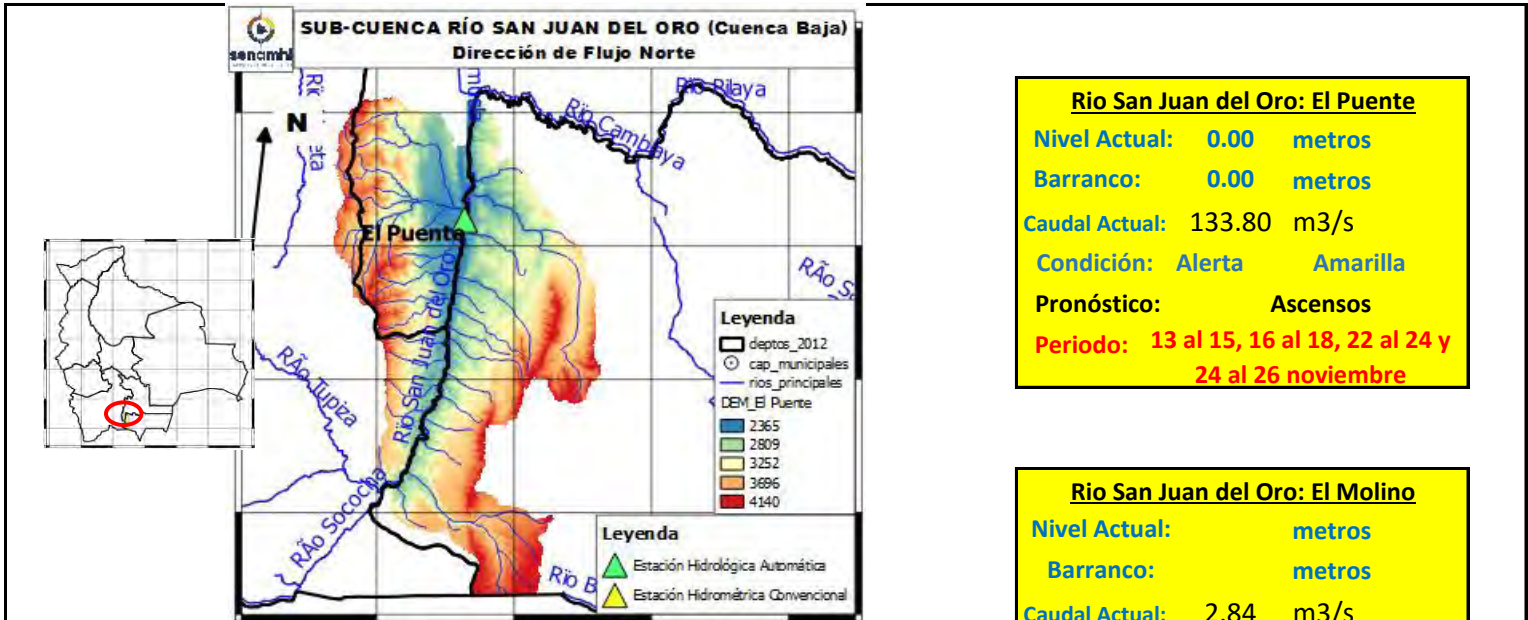 senamhi
SUB-CUENCA RÍO SAN JUAN DEL ORO (Cuenca Baja)
Dirección de Flujo Norte
N
Río Pilaya
Río Cambaya
El Puente
Río San Juan del Oro
RÃo Tupiza
RÃo Sococha
RÃo S
Río B
Leyenda
deptos_2012
cap_municipales
rios_principales
DEM_El Puente
2365
2809
3252
3696
4140
Leyenda
Estación Hidrológica Automática
Estación Hidrométrica Convencional
Rio San Juan del Oro: El Puente
Nivel Actual: 0.00 metros
Barranco: 0.00 metros
Caudal Actual: 133.80 m3/s
Condición: Alerta Amarilla
Pronóstico: Ascensos
Periodo: 13 al 15, 16 al 18, 22 al 24 y
24 al 26 noviembre
Rio San Juan del Oro: El Molino
Nivel Actual: metros
Barranco: metros
Caudal Actual: 2.84 m3/s